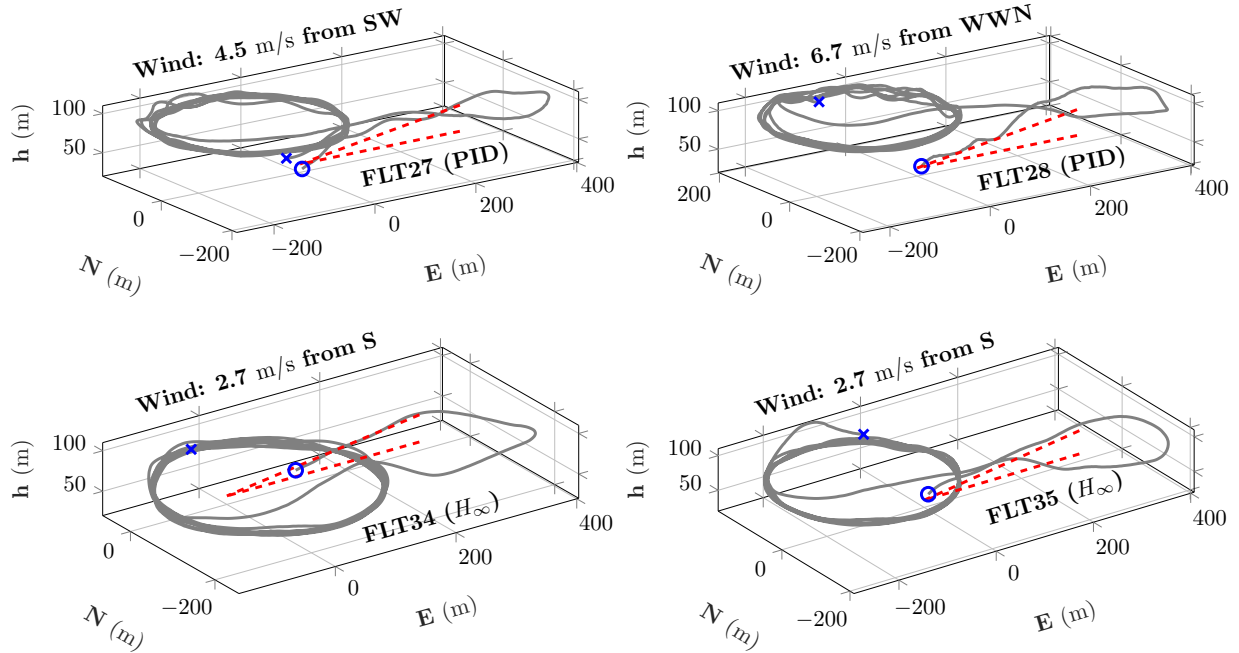 Wind: 4.5 m/s from SW
100
50
h (m)
FLT27 (PID)
0
−200
N (m)
−200
0
200
400
E (m)
Wind: 6.7 m/s from WWN
100
50
h (m)
FLT28 (PID)
200
0
−200
N (m)
−200
0
200
400
E (m)
Wind: 2.7 m/s from S
100
50
h (m)
FLT34 (H∞)
0
−200
N (m)
0
200
400
E (m)
Wind: 2.7 m/s from S
100
50
h (m)
FLT35 (H∞)
0
−200
N (m)
−200
0
200
400
E (m)